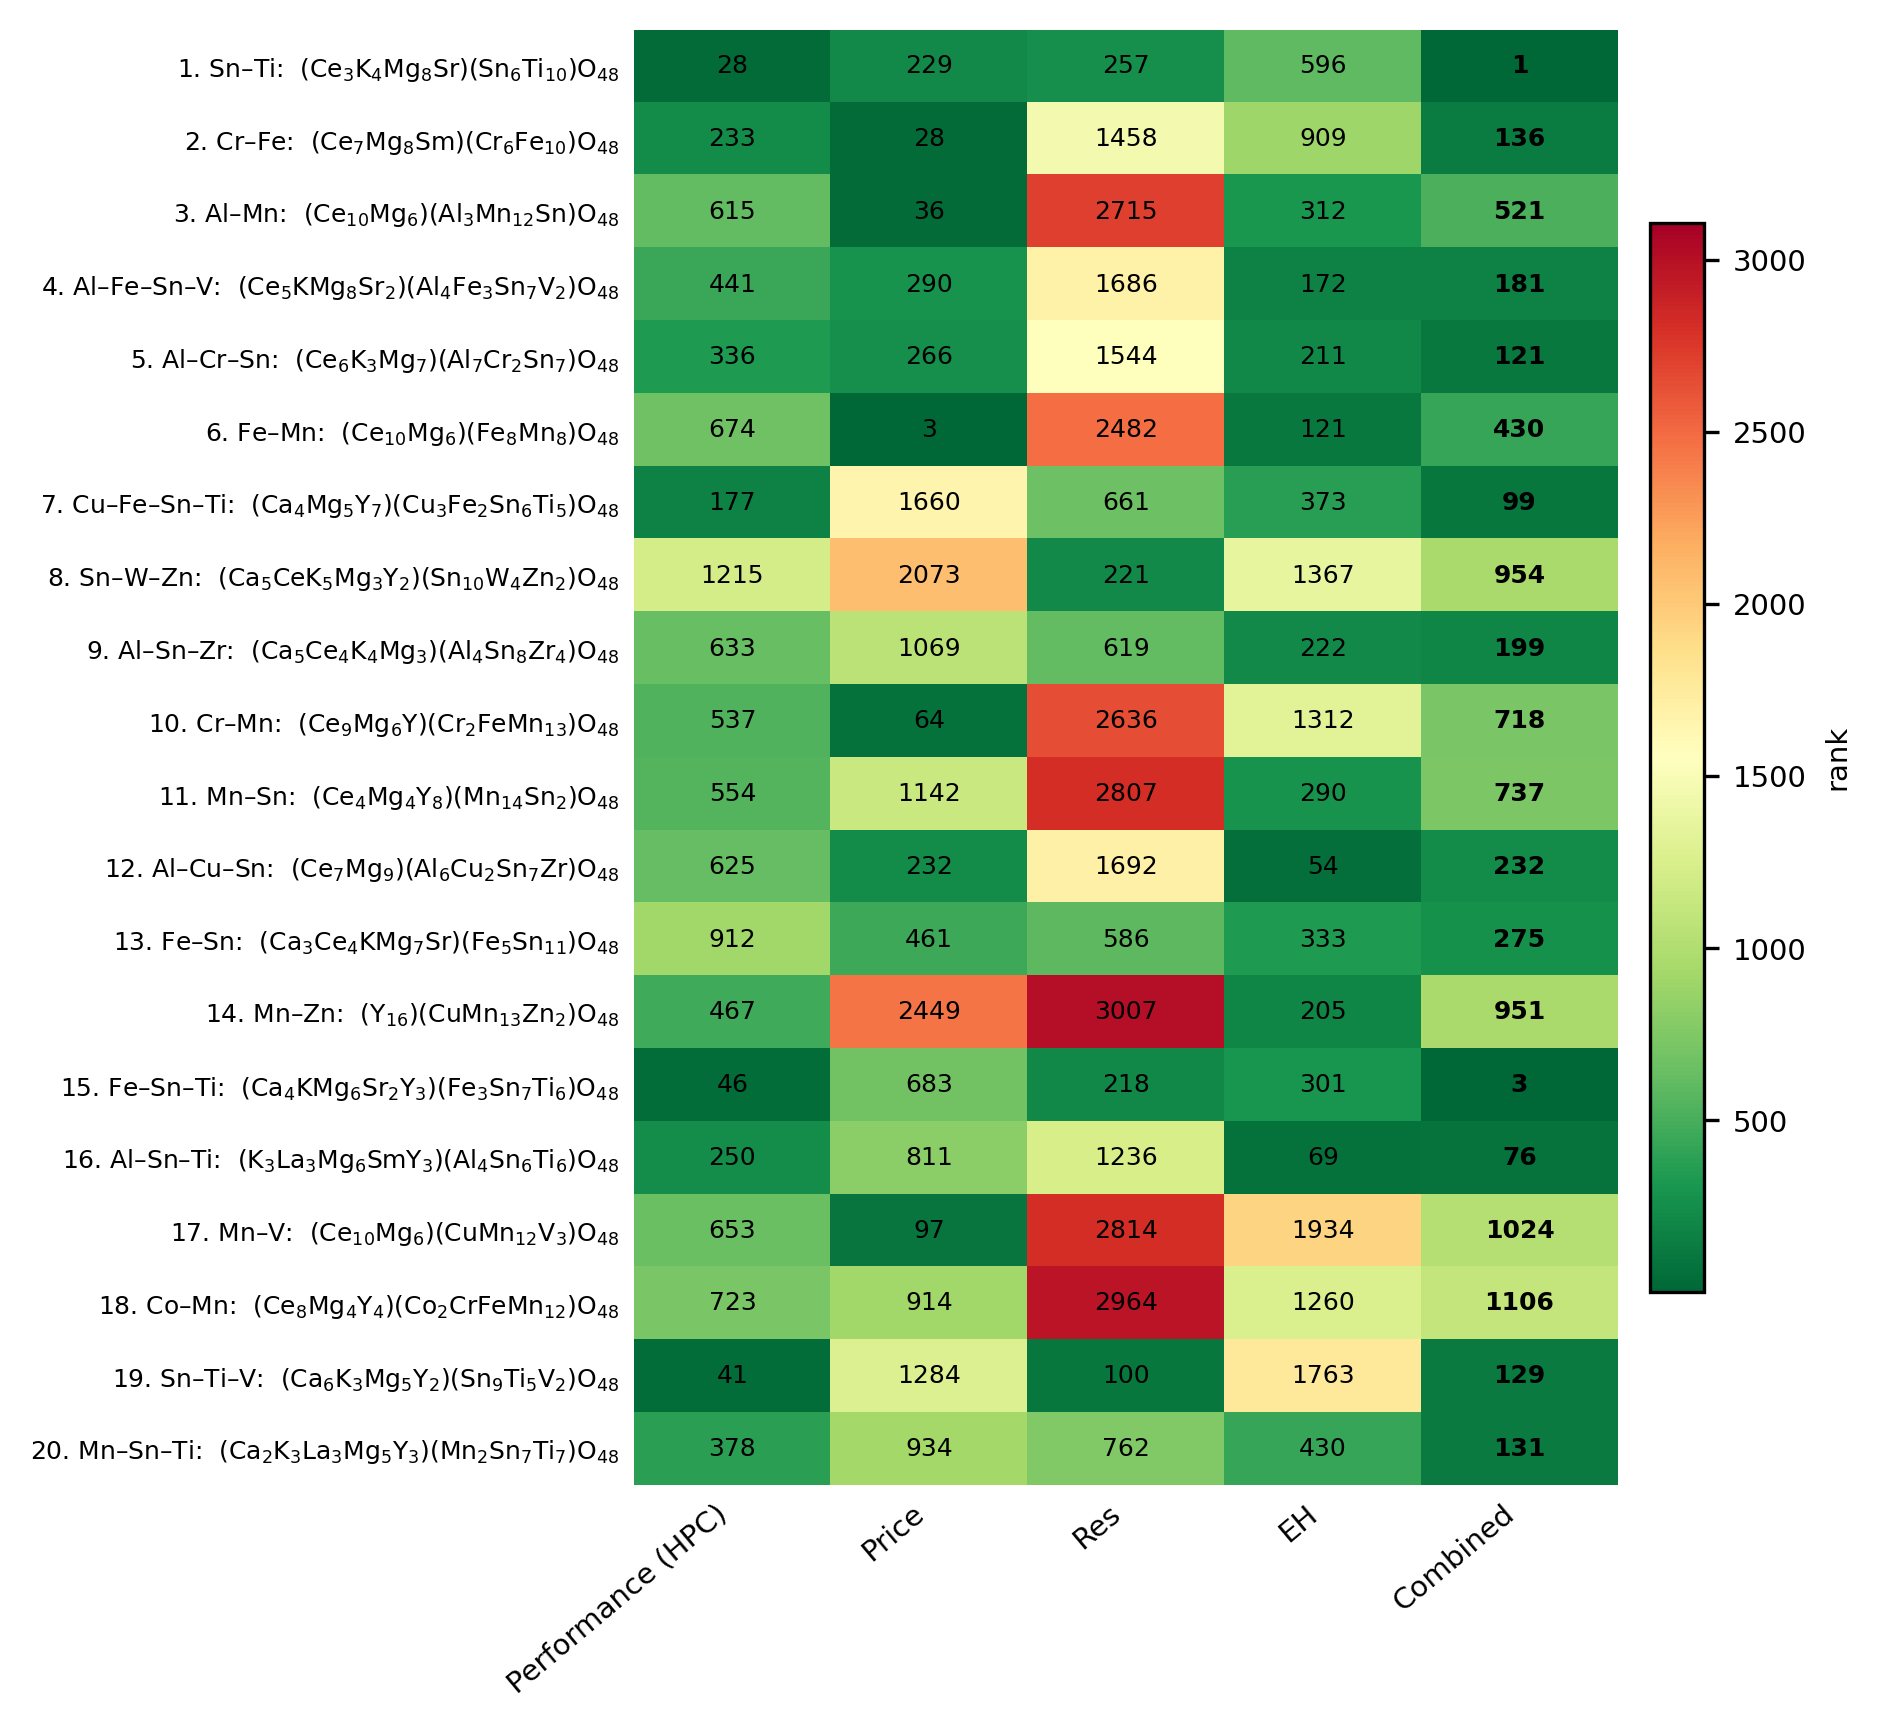 1. Sn–Ti: (Ce₃K₄Mg₈Sr)(Sn₆Ti₁₀)O₄₈ 28 229 257 596 1
2. Cr–Fe: (Ce₇Mg₈Sm)(Cr₆Fe₁₀)O₄₈ 233 28 1458 909 136
3. Al–Mn: (Ce₁₀Mg₆)(Al₃Mn₁₂Sn)O₄₈ 615 36 2715 312 521
4. Al–Fe–Sn–V: (Ce₅KMg₈Sr₂)(Al₄Fe₃Sn₇V₂)O₄₈ 441 290 1686 172 181
5. Al–Cr–Sn: (Ce₆K₃Mg₇)(Al₇Cr₂Sn₇)O₄₈ 336 266 1544 211 121
6. Fe–Mn: (Ce₁₀Mg₆)(Fe₈Mn₈)O₄₈ 674 3 2482 121 430
7. Cu–Fe–Sn–Ti: (Ca₄Mg₅Y₇)(Cu₃Fe₂Sn₆Ti₅)O₄₈ 177 1660 661 373 99
8. Sn–W–Zn: (Ca₅CeK₅Mg₃Y₂)(Sn₁₀W₄Zn₂)O₄₈ 1215 2073 221 1367 954
9. Al–Sn–Zr: (Ca₅Ce₄K₄Mg₃)(Al₄Sn₈Zr₄)O₄₈ 633 1069 619 222 199
10. Cr–Mn: (Ce₉Mg₆Y)(Cr₂FeMn₁₃)O₄₈ 537 64 2636 1312 718
11. Mn–Sn: (Ce₄Mg₄Y₈)(Mn₁₄Sn₂)O₄₈ 554 1142 2807 290 737
12. Al–Cu–Sn: (Ce₇Mg₉)(Al₆Cu₂Sn₇Zr)O₄₈ 625 232 1692 54 232
13. Fe–Sn: (Ca₃Ce₄KMg₇Sr)(Fe₅Sn₁₁)O₄₈ 912 461 586 333 275
14. Mn–Zn: (Y₁₆)(CuMn₁₃Zn₂)O₄₈ 467 2449 3007 205 951
15. Fe–Sn–Ti: (Ca₄KMg₆Sr₂Y₃)(Fe₃Sn₇Ti₆)O₄₈ 46 683 218 301 3
16. Al–Sn–Ti: (K₃La₃Mg₆SmY₃)(Al₄Sn₆Ti₆)O₄₈ 250 811 1236 69 76
17. Mn–V: (Ce₁₀Mg₆)(CuMn₁₂V₃)O₄₈ 653 97 2814 1934 1024
18. Co–Mn: (Ce₈Mg₄Y₄)(Co₂CrFeMn₁₂)O₄₈ 723 914 2964 1260 1106
19. Sn–Ti–V: (Ca₆K₃Mg₅Y₂)(Sn₉Ti₅V₂)O₄₈ 41 1284 100 1763 129
20. Mn–Sn–Ti: (Ca₂K₃La₃Mg₅Y₃)(Mn₂Sn₇Ti₇)O₄₈ 378 934 762 430 131
Performance (HPC)
Price
Res
EH
Combined
3000
2500
2000
1500
1000
500
rank